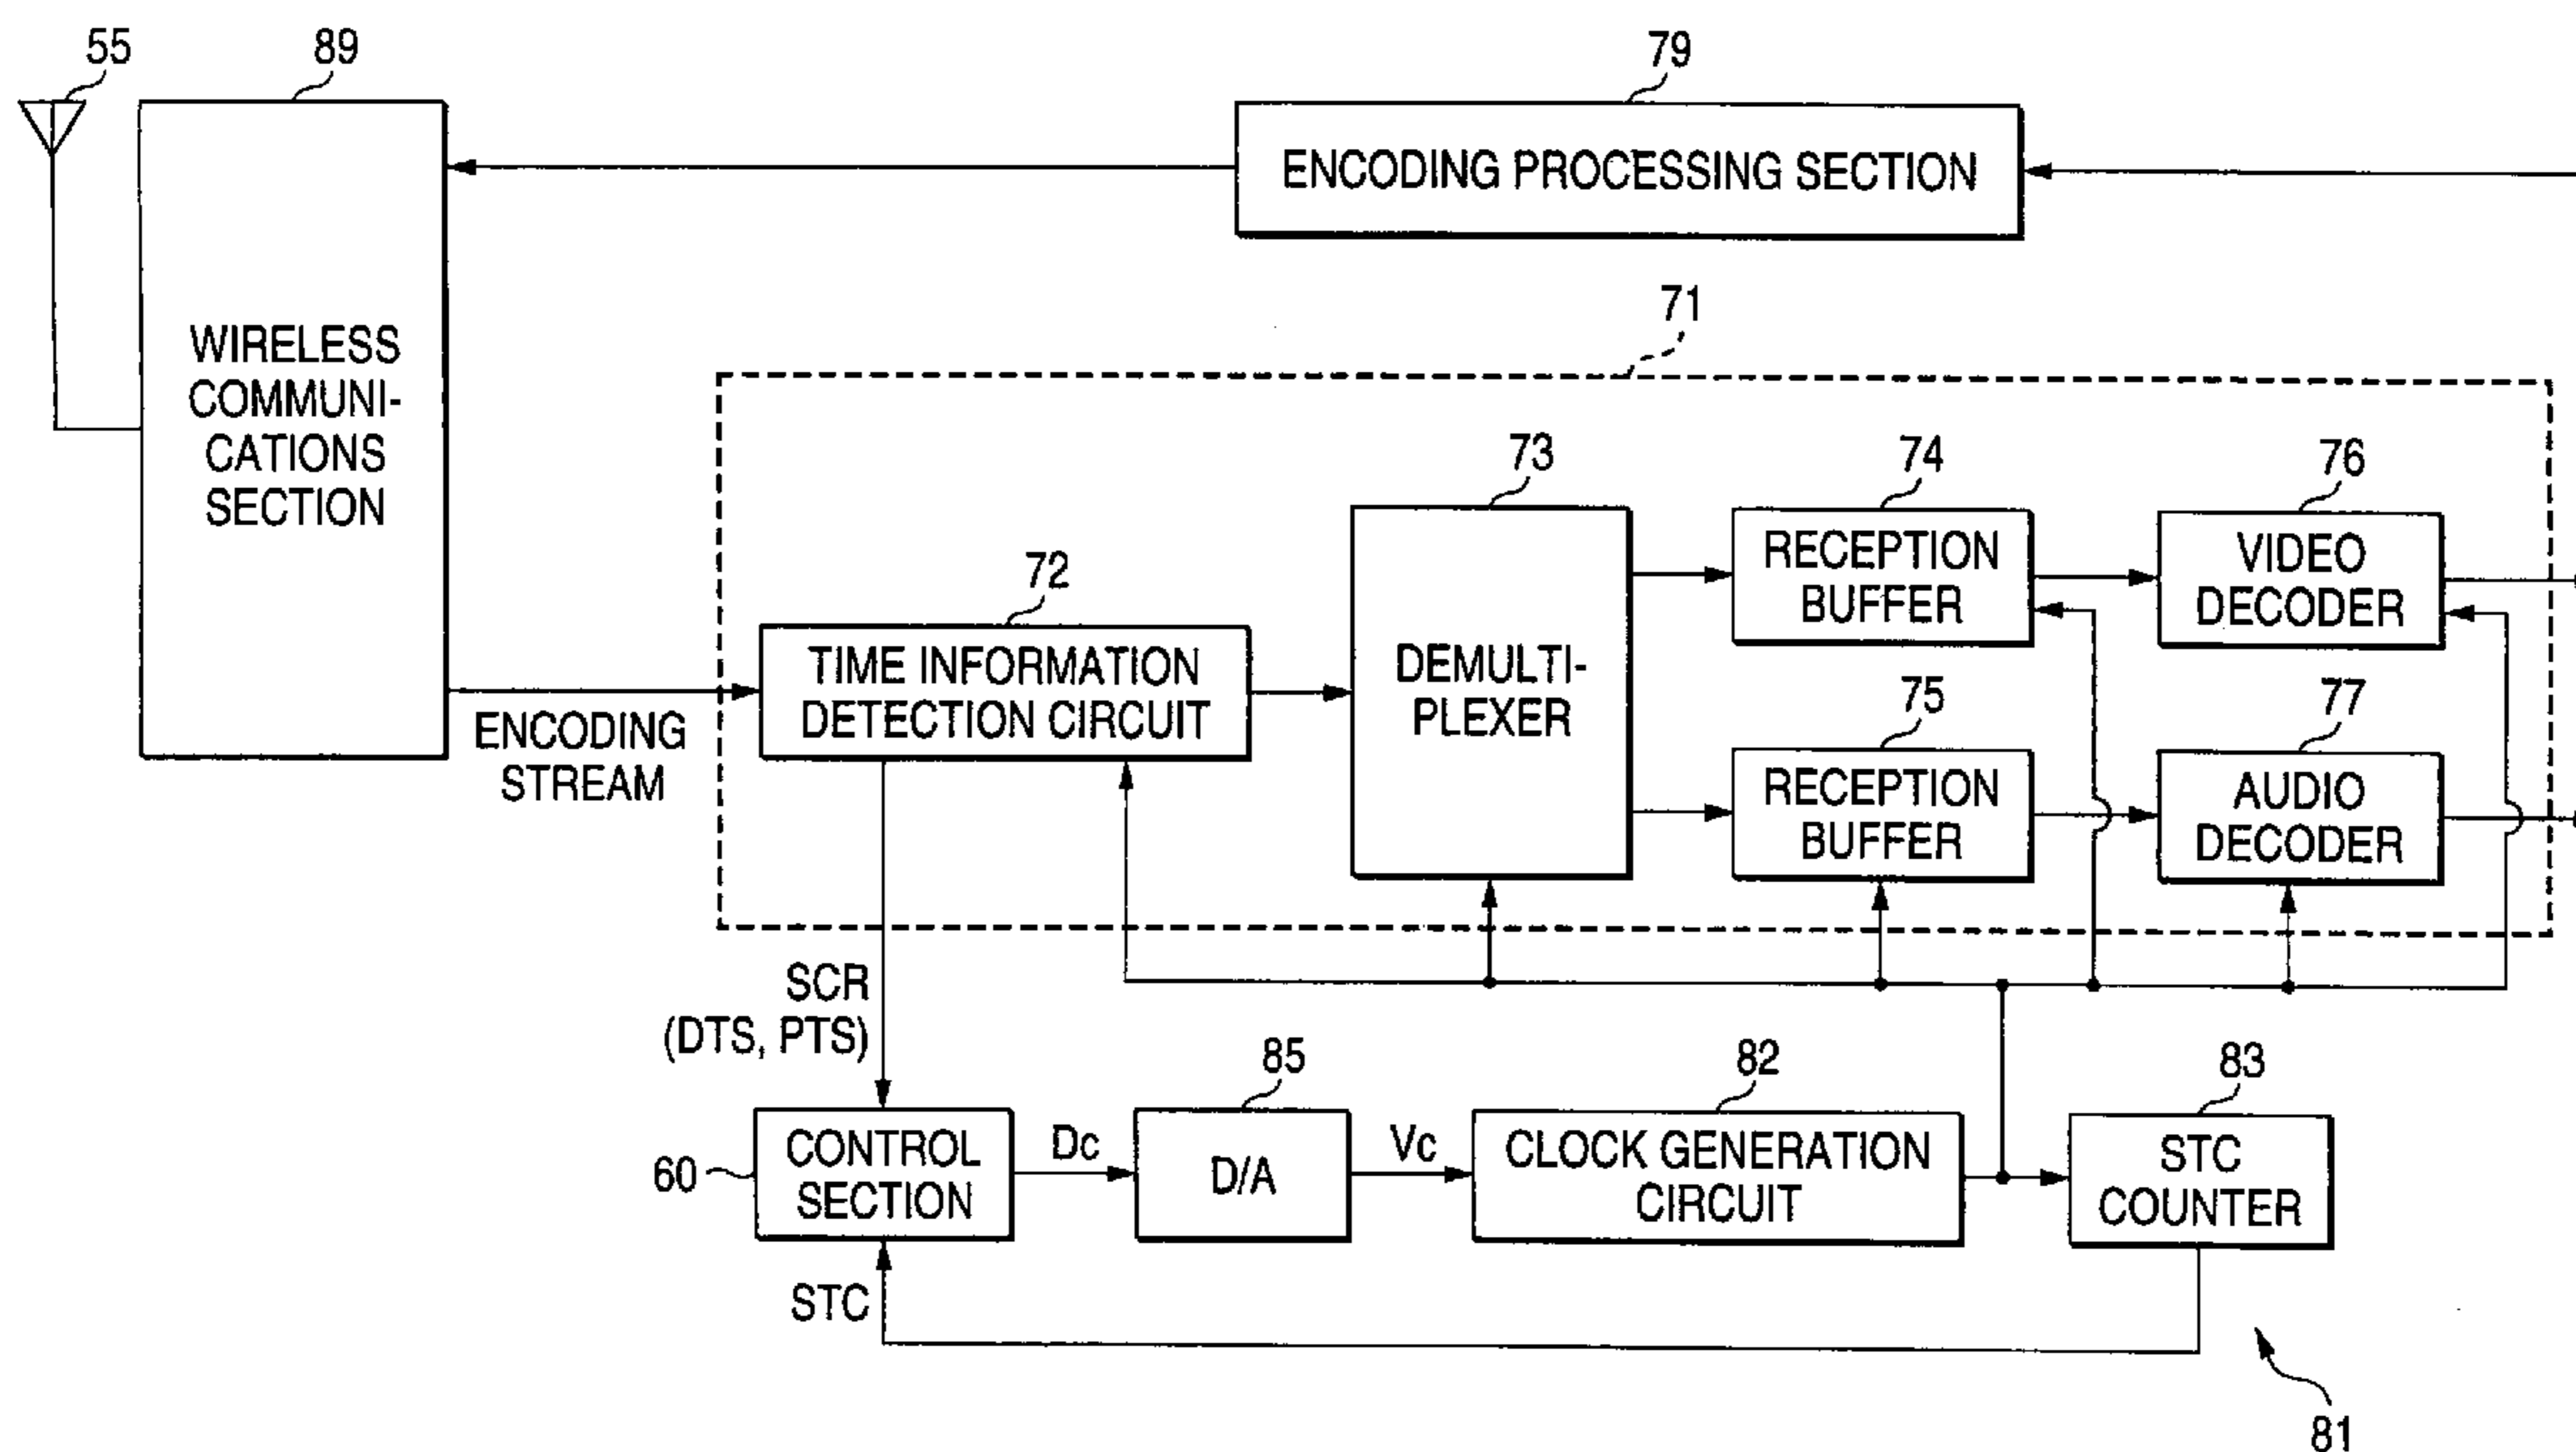 55
89
79
ENCODING PROCESSING SECTION
WIRELESS
COMMUNI-
CATIONS
SECTION
71
73
74
76
72
RECEPTION
BUFFER
VIDEO
DECODER
TIME INFORMATION
DETECTION CIRCUIT
DEMULTI-
PLEXER
75
77
ENCODING
STREAM
RECEPTION
BUFFER
AUDIO
DECODER
SCR
(DTS, PTS)
85
82
83
60
CONTROL
SECTION
Dc
D/A
Vc
CLOCK GENERATION
CIRCUIT
STC
COUNTER
STC
81